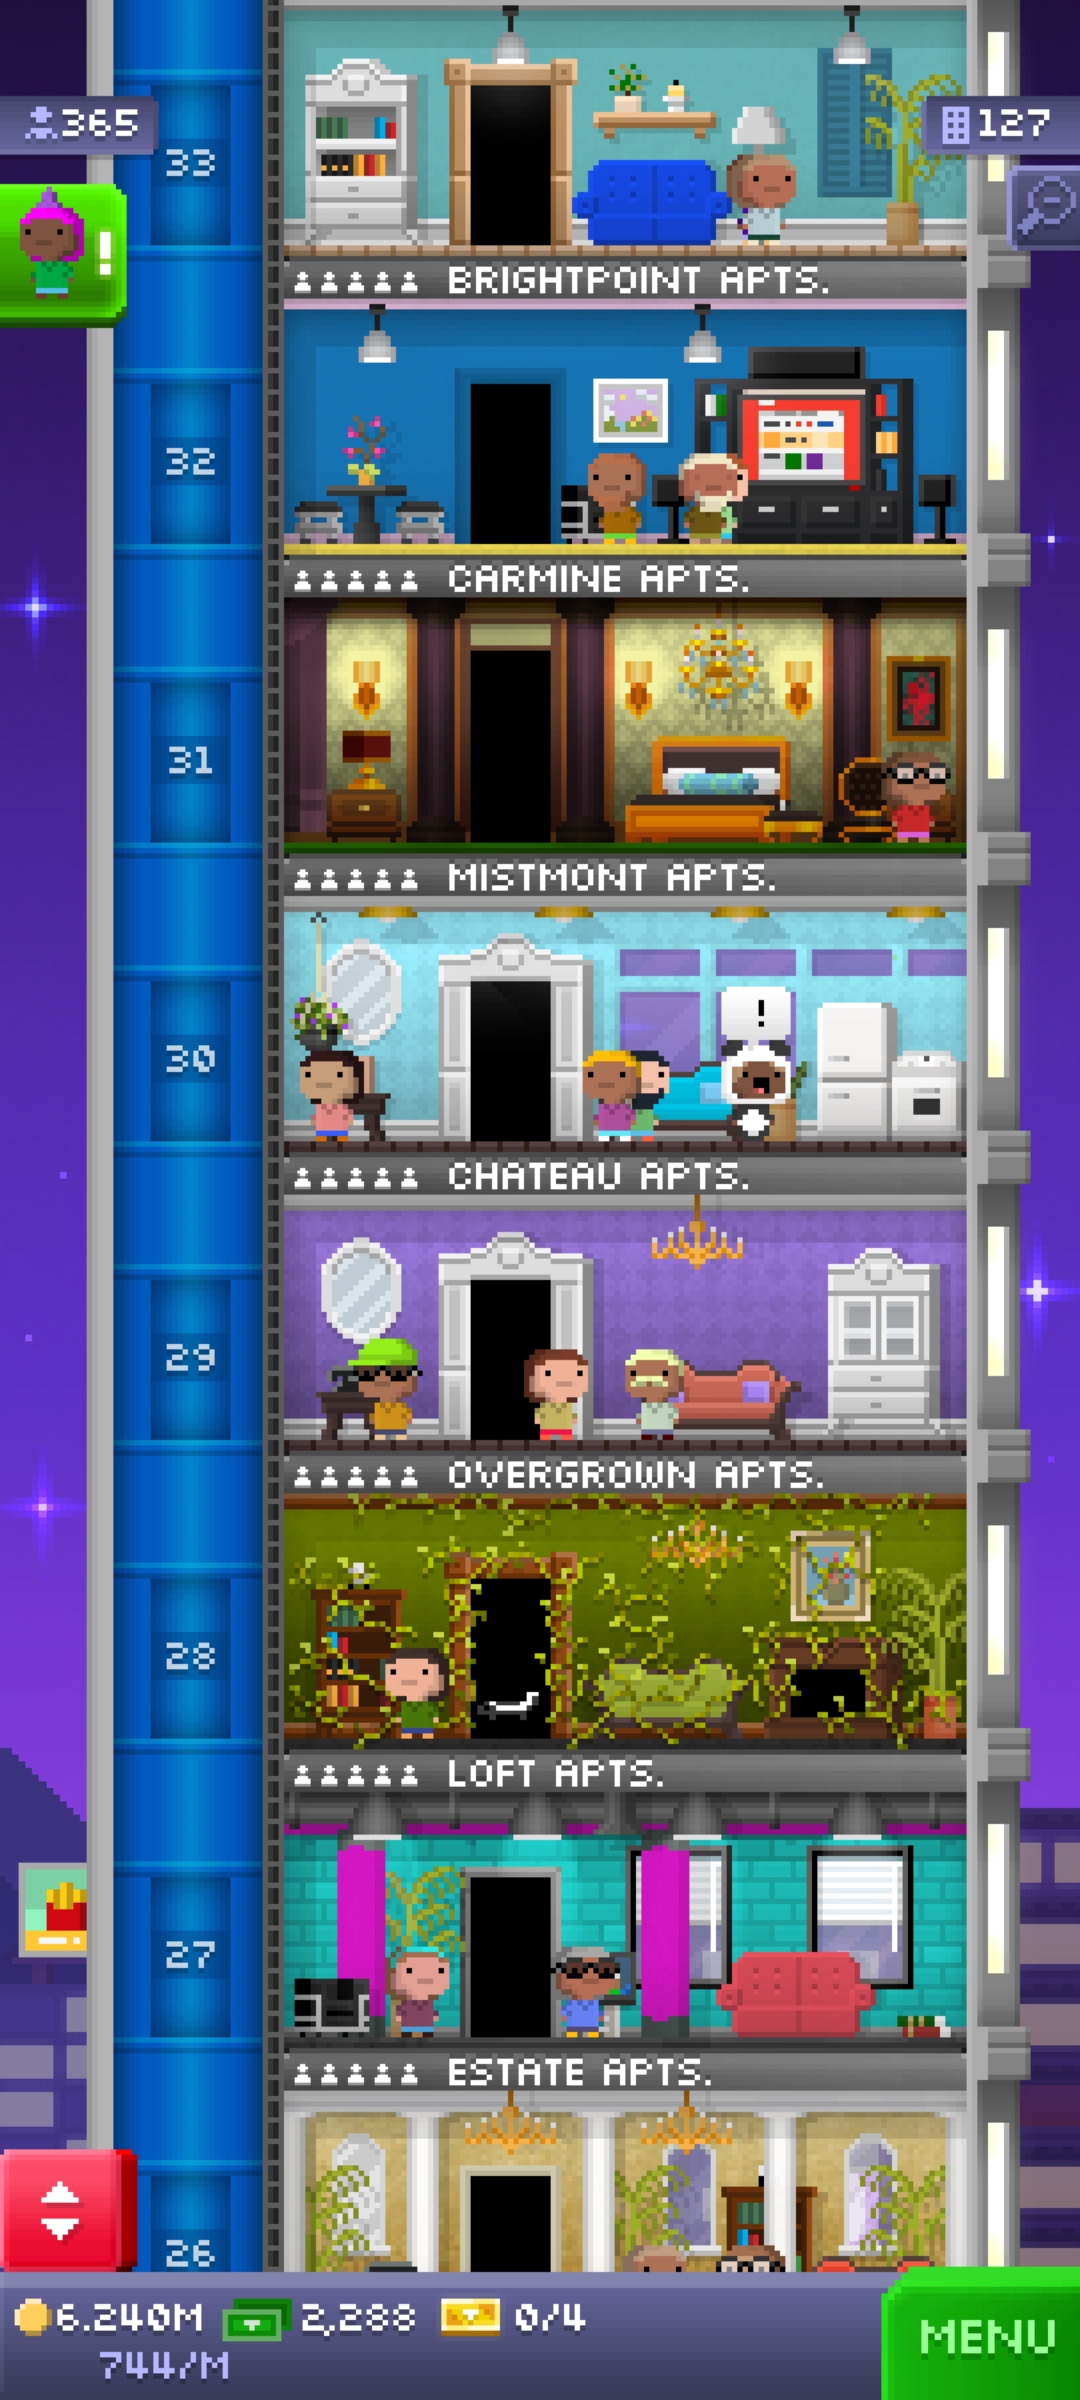 365
127
33
!
BRIGHTPOINT APTS.
32
CARMINE APTS.
31
MISTMONT APTS.
!
30
CHATEAU APTS.
29
OVERGROWN APTS.
28
LOFT APTS.
27
ESTATE APTS.
26
6.240M 2,288 0/4
744/M
MENU